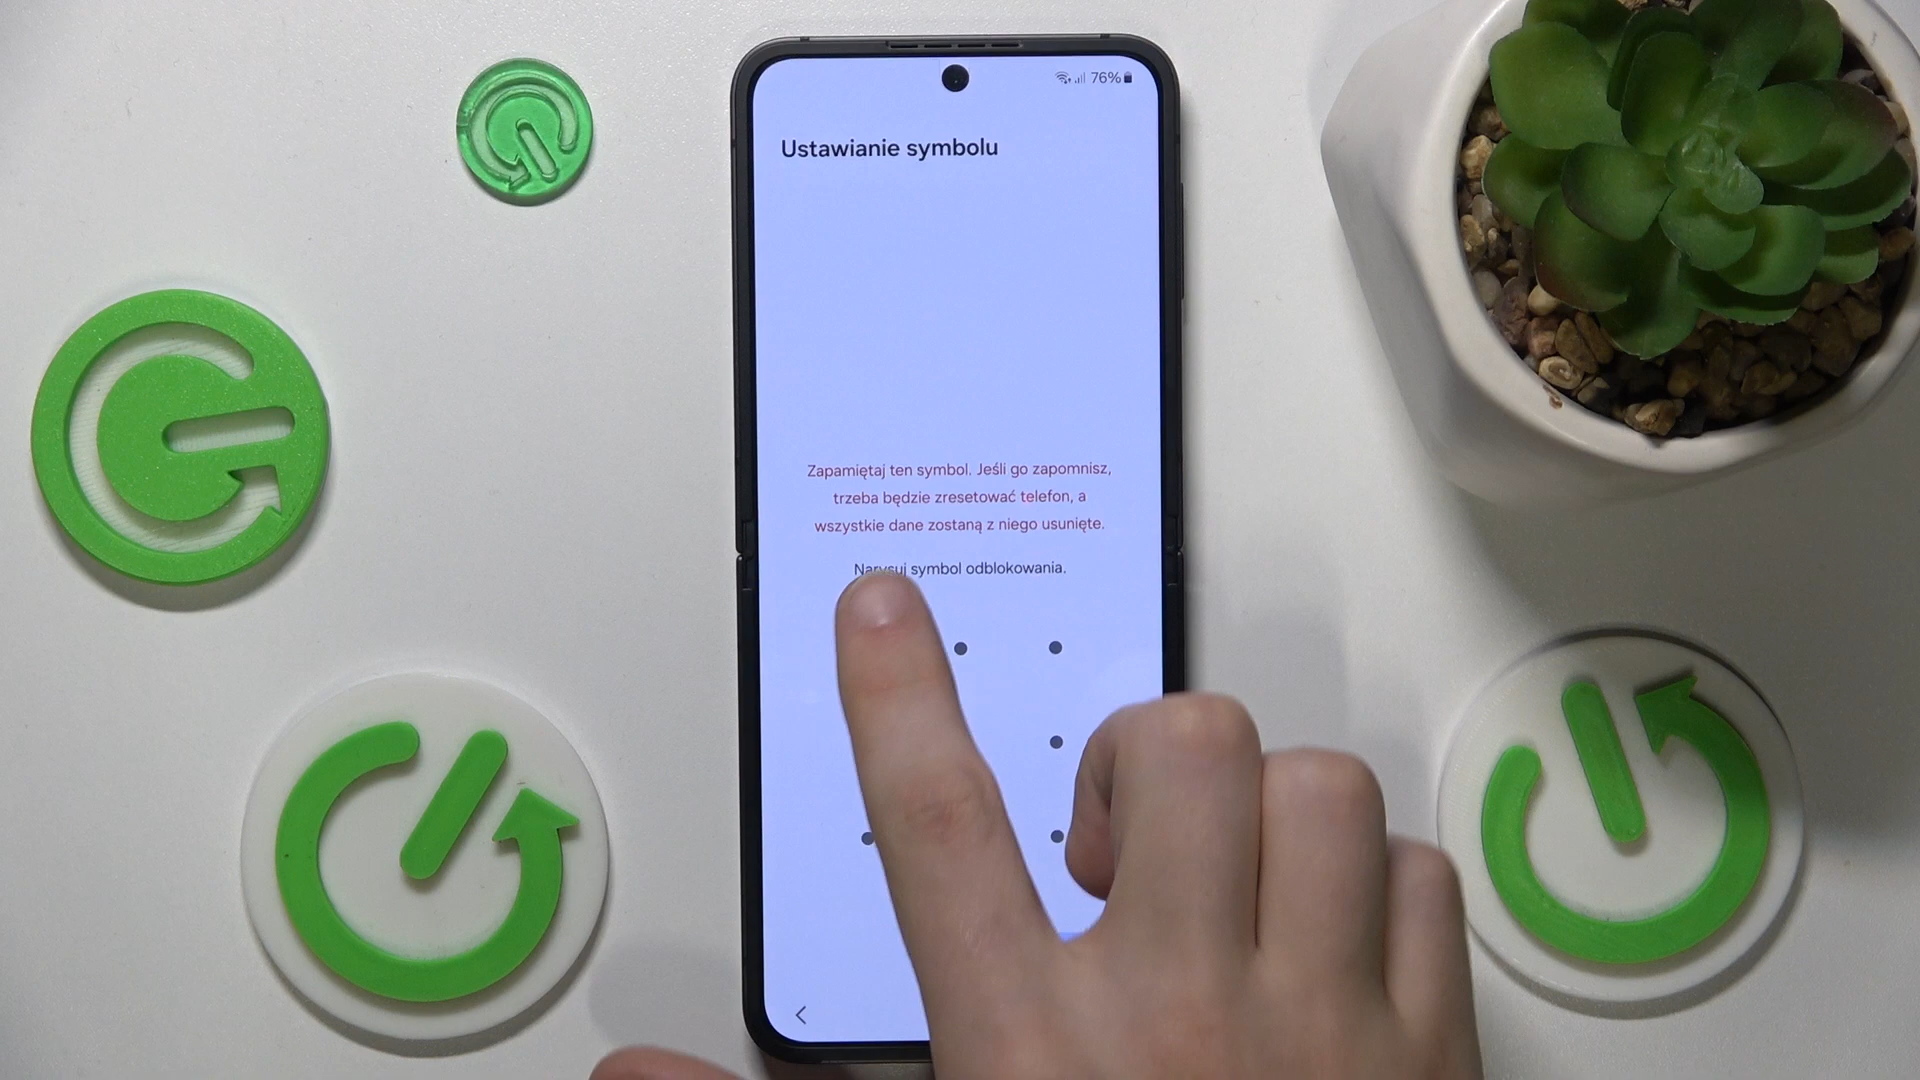 76%
Ustawianie symbolu
Zapamiętaj ten symbol. Jeśli go zapomnisz,
trzeba będzie zresetować telefon, a
wszystkie dane zostaną z niego usunięte.
Narysuj symbol odblokowania.